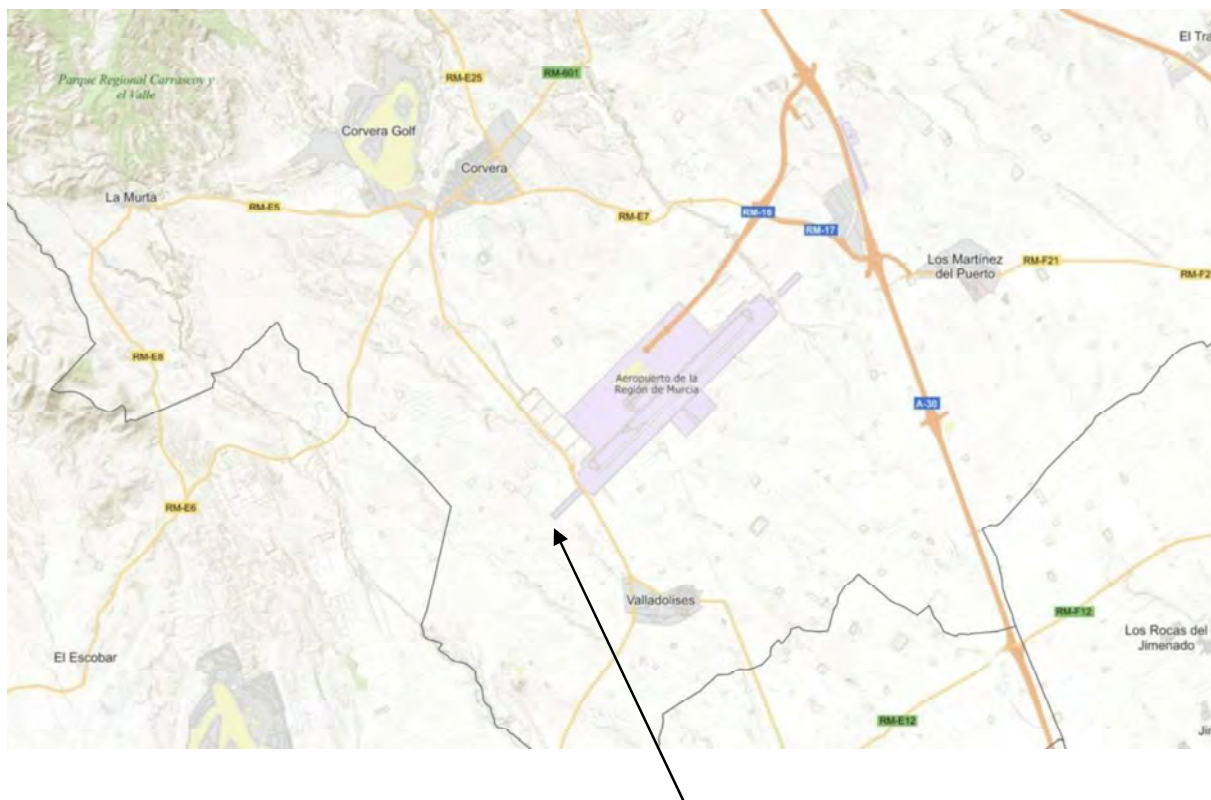 El Tra
RM-E25
RM-601
Parque Regional Carrascoy y
el Valle
Corvera Golf
Corvera
La Murta
RM-E5
RM-E7
RM-16
RM-17
Los Martínez
del Puerto
RM-F21
RM-F2
RM-E8
Aeropuerto de la
Región de Murcia
A-30
RM-E6
Valladolises
RM-F12
Los Rocas del
Jimenado
El Escobar
RM-E12
Ji